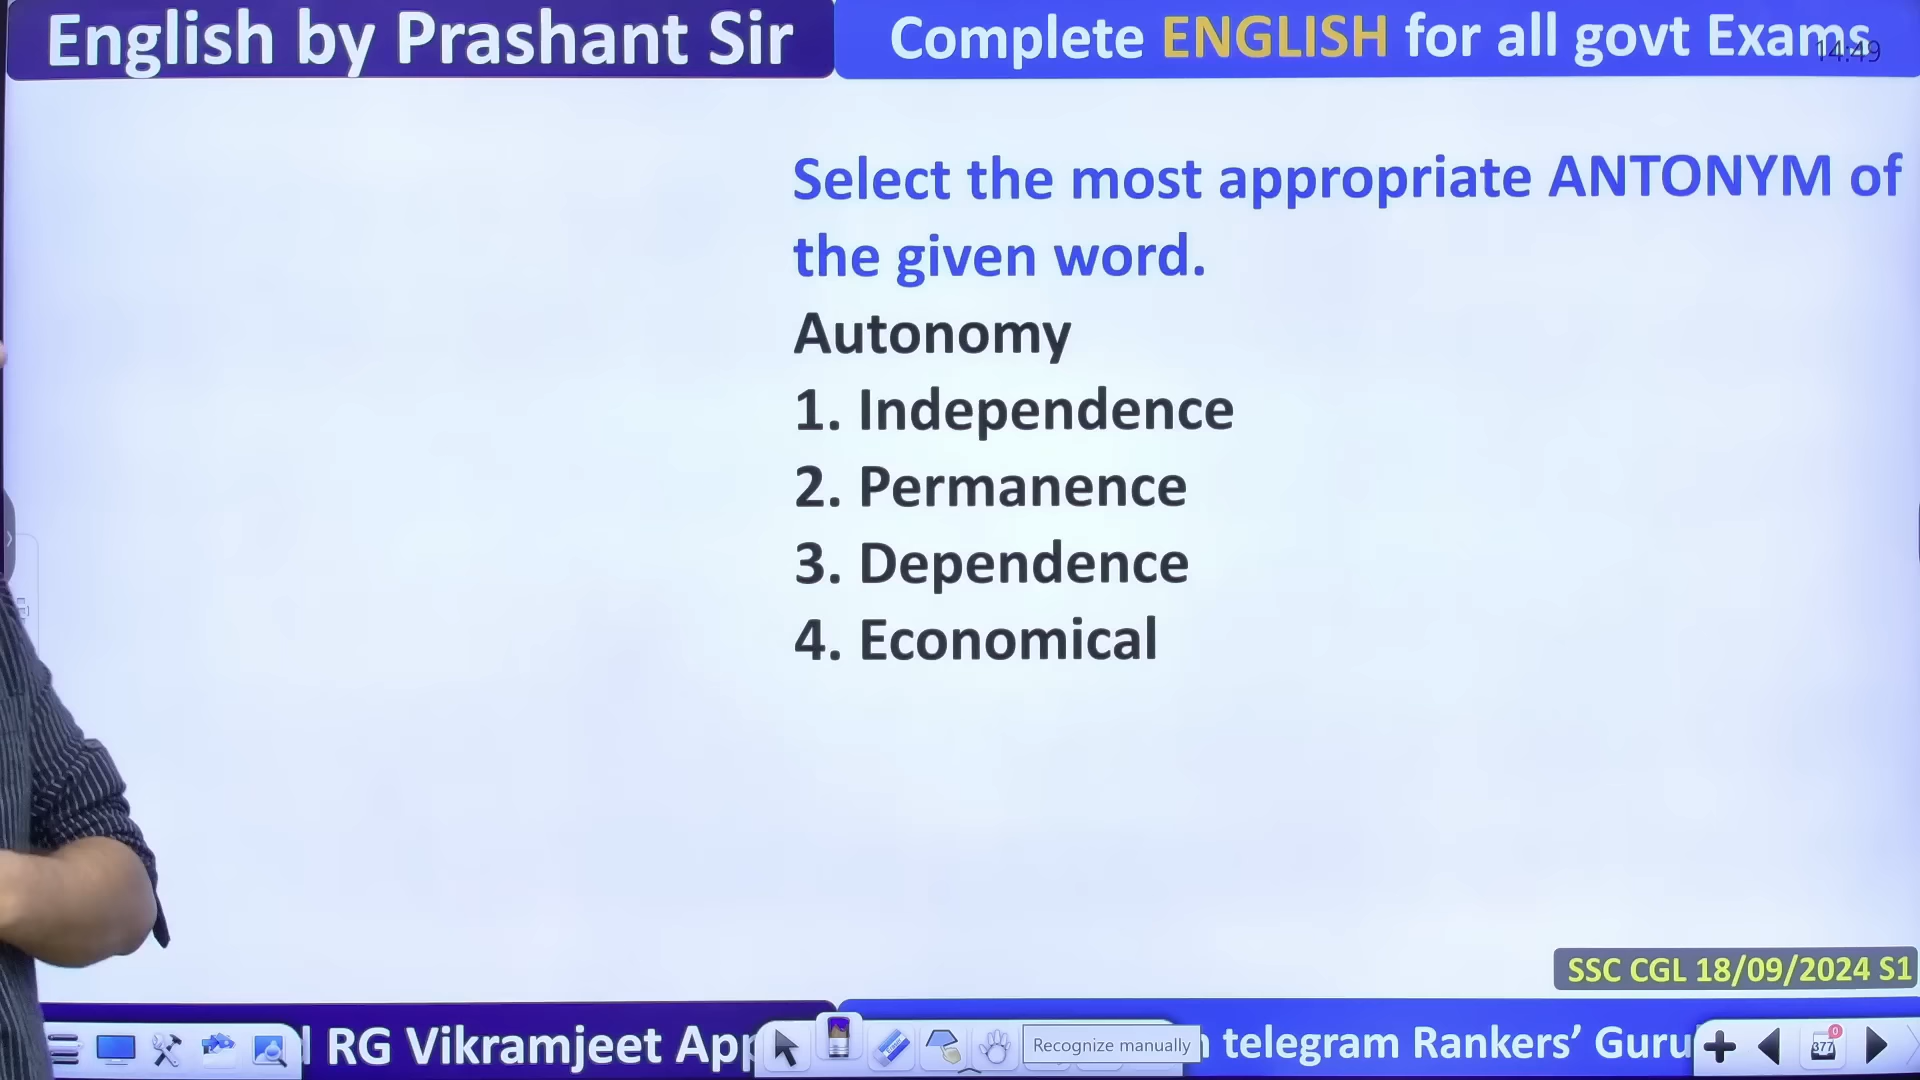 English by Prashant Sir
Complete ENGLISH for all govt Exams
14:49
Select the most appropriate ANTONYM of
the given word.
Autonomy
1. Independence
2. Permanence
3. Dependence
4. Economical
SSC CGL 18/09/2024 S1
RG Vikramjeet App
Recognize manually
telegram Rankers’ Guru
377
0